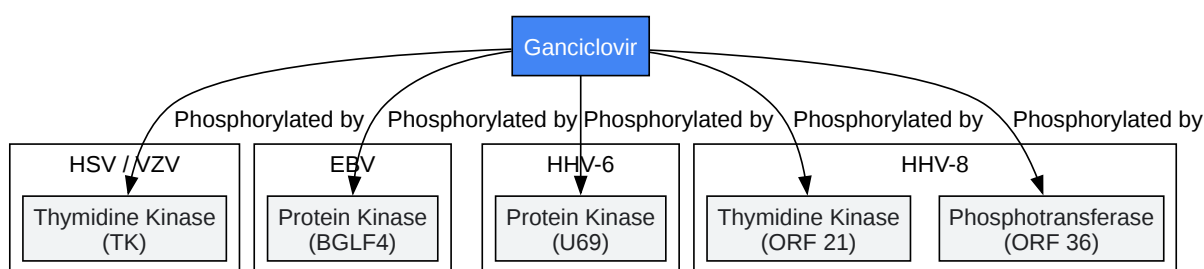 Ganciclovir
Phosphorylated by
Phosphorylated by
Phosphorylated by
Phosphorylated by
Phosphorylated by
HSV / VZV
EBV
HHV-6
HHV-8
Thymidine Kinase
(TK)
Protein Kinase
(BGLF4)
Protein Kinase
(U69)
Thymidine Kinase
(ORF 21)
Phosphotransferase
(ORF 36)